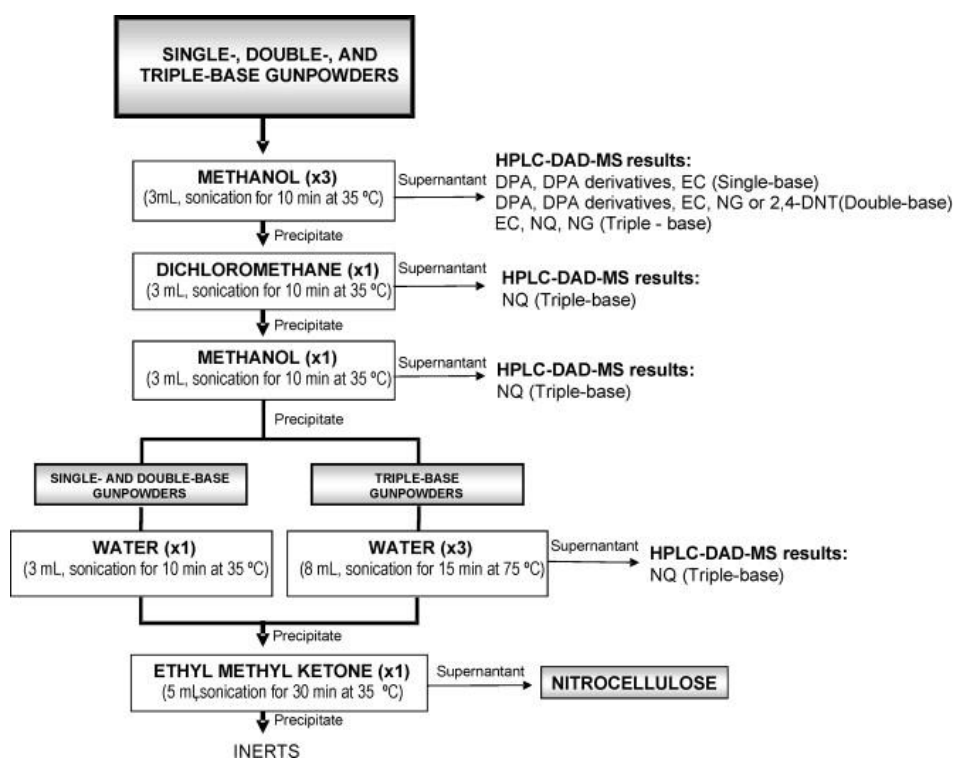 SINGLE-, DOUBLE-, AND
TRIPLE-BASE GUNPOWDERS
METHANOL (x3)
(3mL, sonication for 10 min at 35 ºC)
Supernantant
HPLC-DAD-MS results:
DPA, DPA derivatives, EC (Single-base)
DPA, DPA derivatives, EC, NG or 2,4-DNT(Double-base)
EC, NQ, NG (Triple - base)
Precipitate
DICHLOROMETHANE (x1)
(3 mL, sonication for 10 min at 35 ºC)
Supernantant
HPLC-DAD-MS results:
NQ (Triple-base)
Precipitate
METHANOL (x1)
(3 mL, sonication for 10 min at 35 ºC)
Supernantant
HPLC-DAD-MS results:
NQ (Triple-base)
Precipitate
SINGLE- AND DOUBLE-BASE
GUNPOWDERS
TRIPLE-BASE
GUNPOWDERS
WATER (x1)
(3 mL, sonication for 10 min at 35 ºC)
WATER (x3)
(8 mL, sonication for 15 min at 75 ºC)
Supernantant
HPLC-DAD-MS results:
NQ (Triple-base)
Precipitate
ETHYL METHYL KETONE (x1)
(5 mL,sonication for 30 min at 35 ºC)
Supernantant
NITROCELLULOSE
Precipitate
INERTS